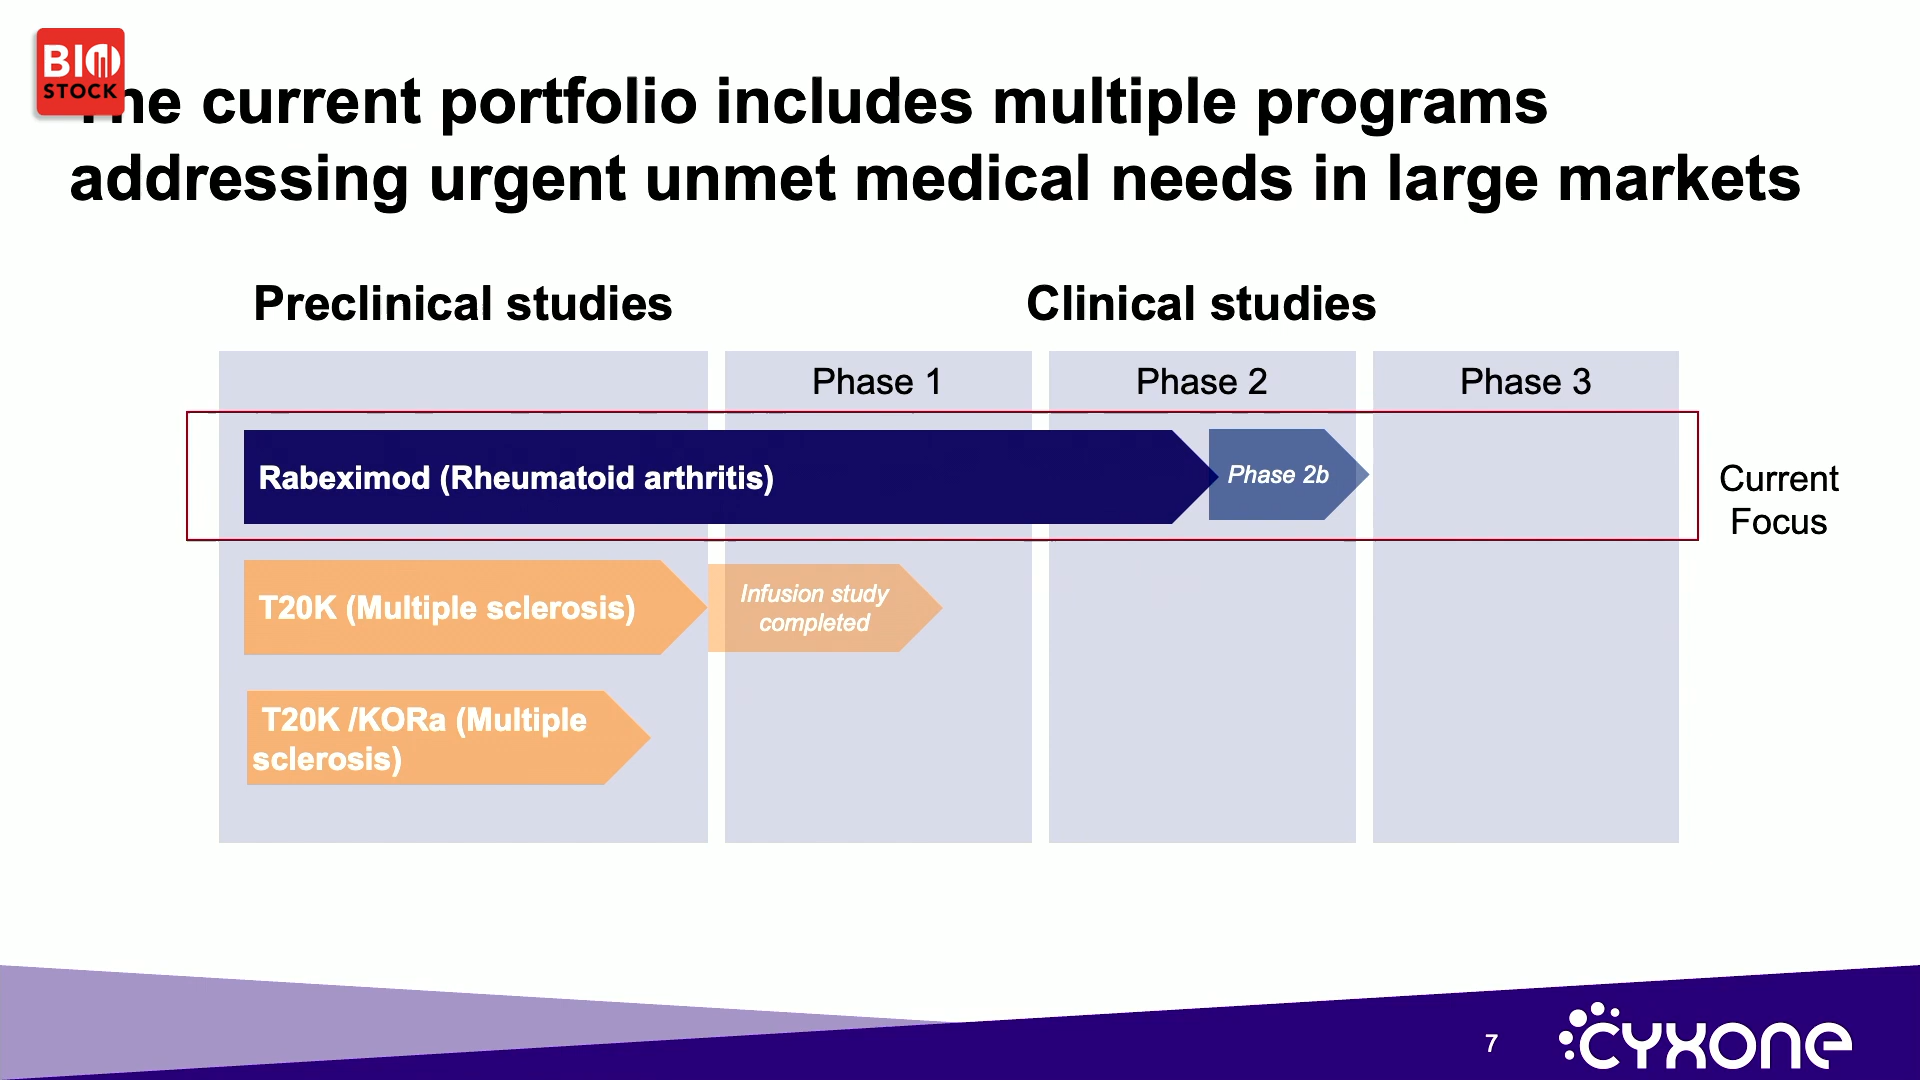 BIO
STOCK
The current portfolio includes multiple programs
addressing urgent unmet medical needs in large markets
Preclinical studies
Clinical studies
Phase 1
Phase 2
Phase 3
Rabeximod (Rheumatoid arthritis)
Phase 2b
Current
Focus
T20K (Multiple sclerosis)
Infusion study
completed
T20K /KORa (Multiple
sclerosis)
7
cyxone